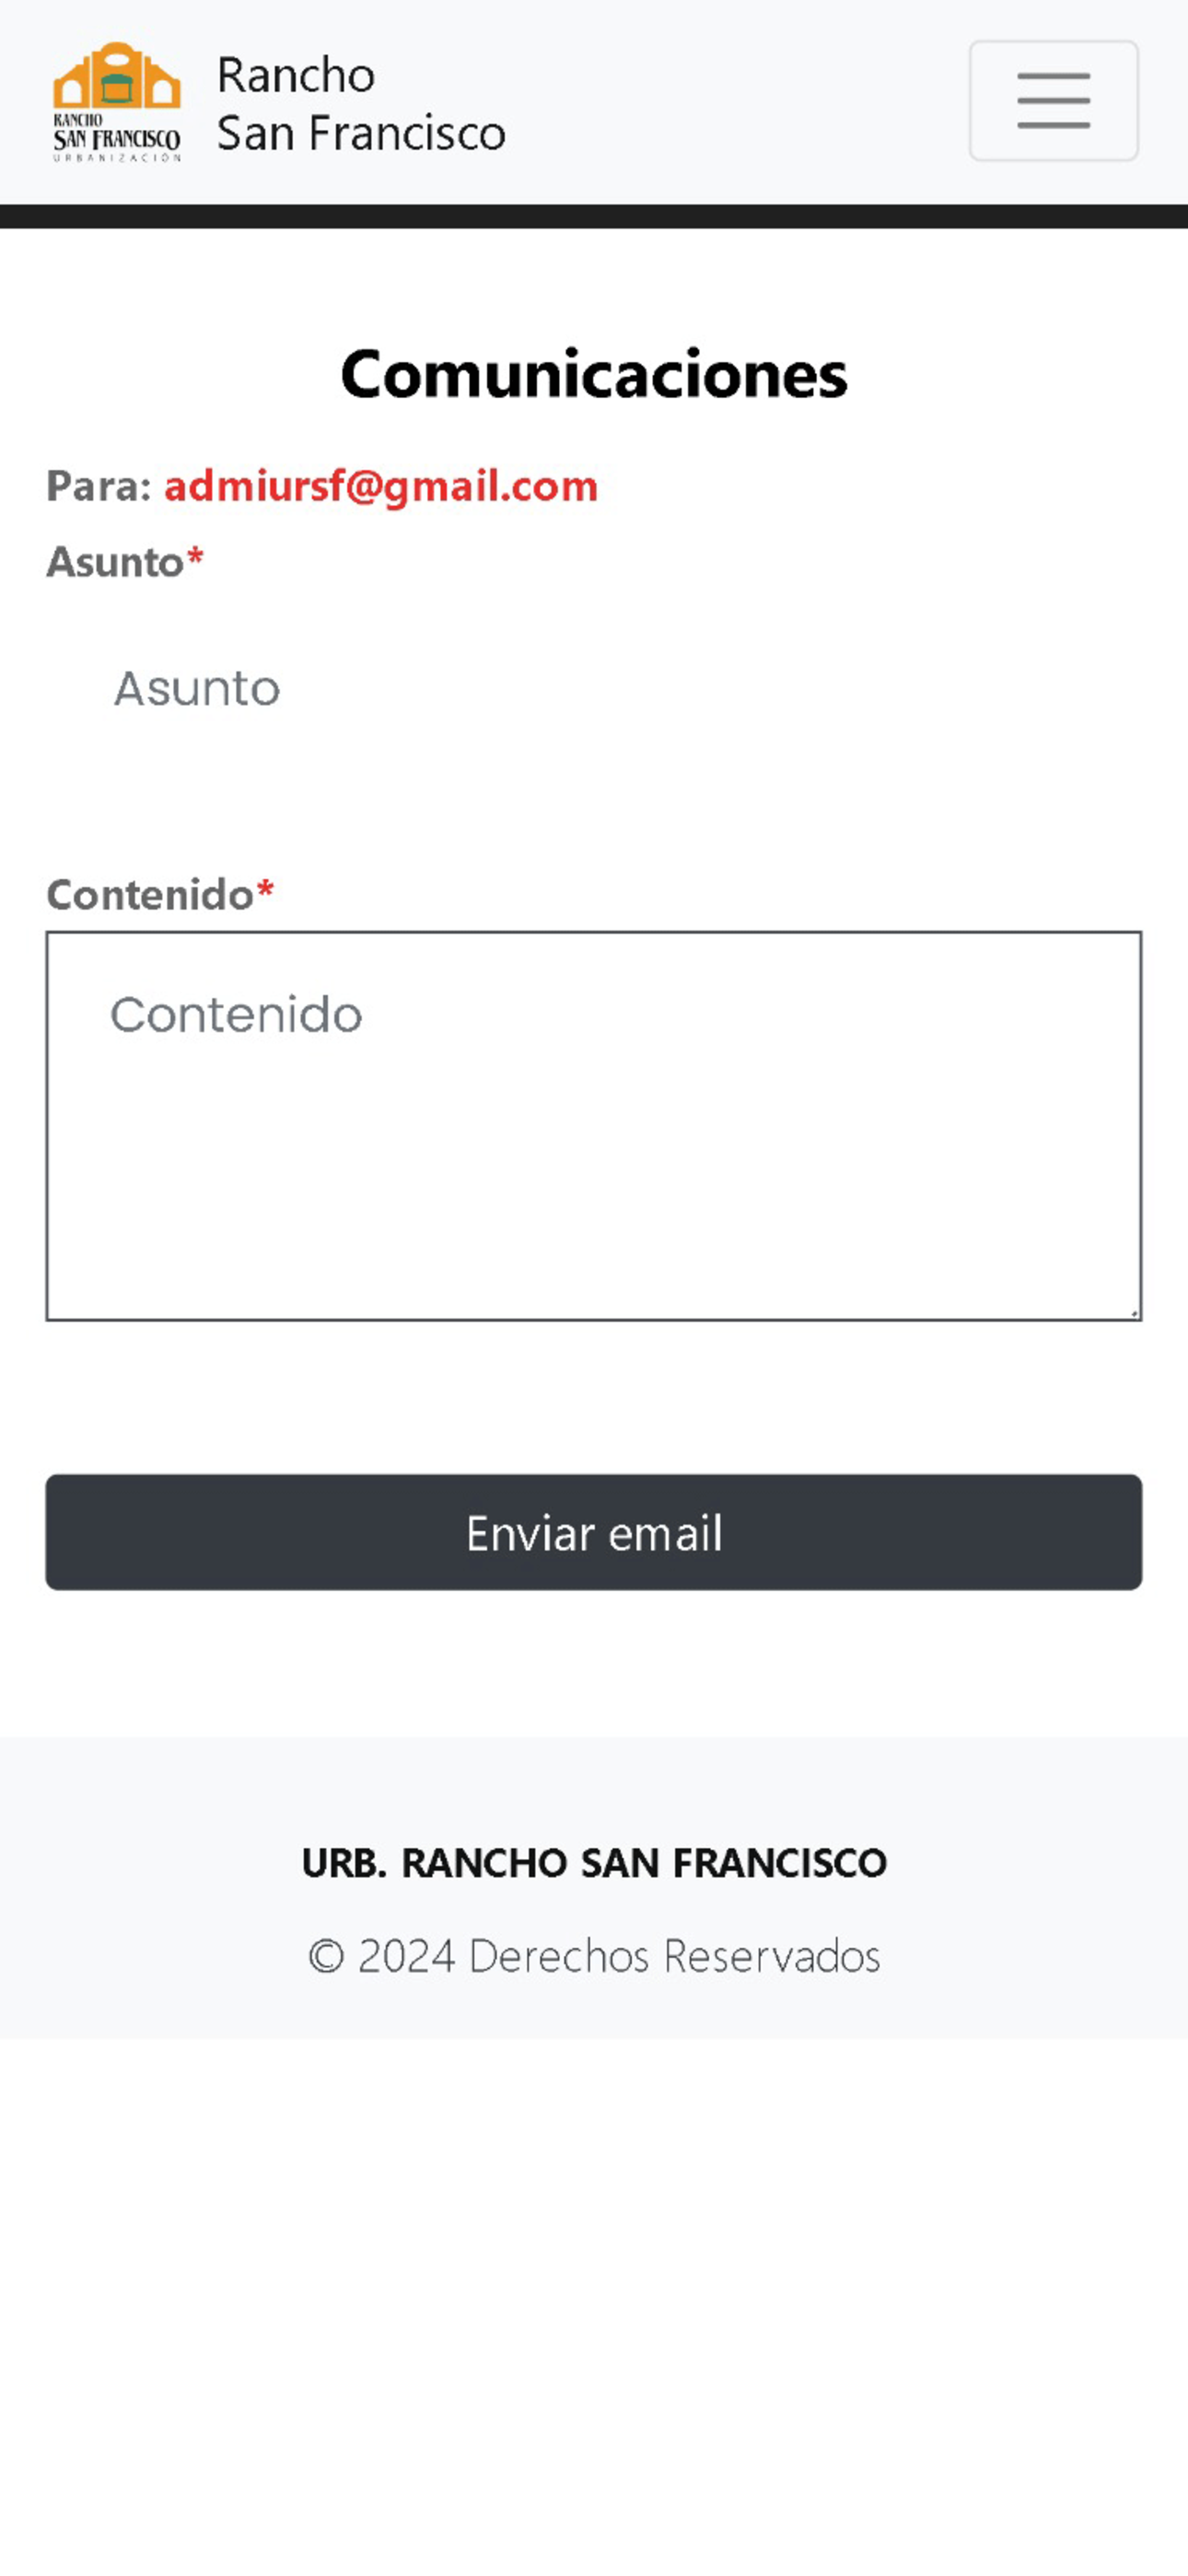 RANCHO
SAN FRANCISCO
URBANIZACIÓN
Rancho
San Francisco
Comunicaciones
Para: admiursf@gmail.com
Asunto*
Asunto
Contenido*
Contenido
Enviar email
URB. RANCHO SAN FRANCISCO
© 2024 Derechos Reservados